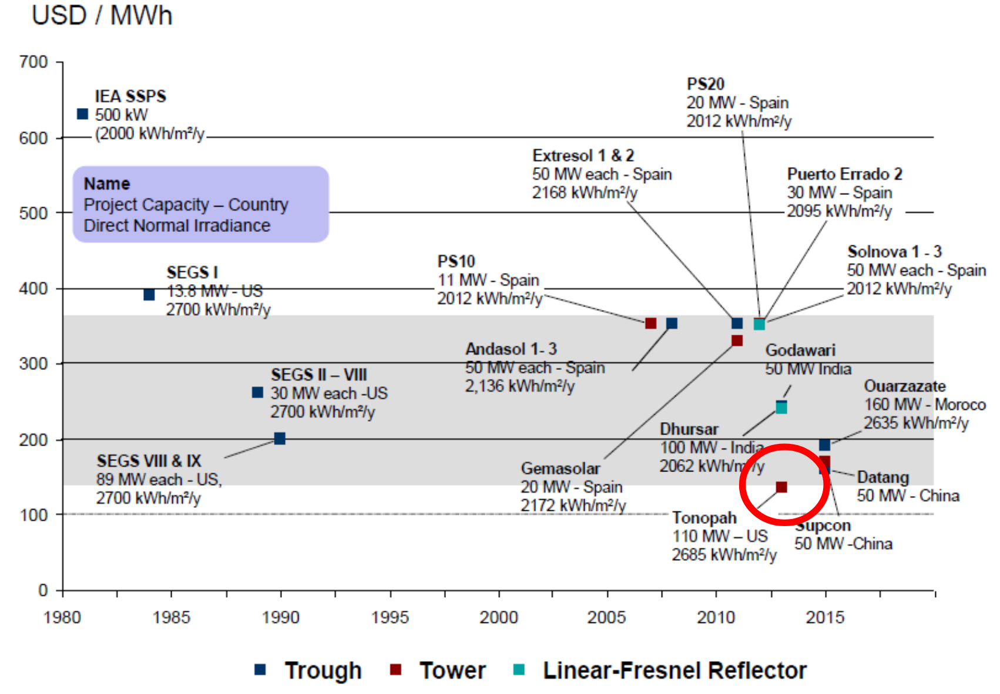 USD / MWh
700
600
500
400
300
200
100
0
IEA SSPS
500 kW
(2000 kWh/m²/y
Name
Project Capacity – Country
Direct Normal Irradiance
SEGS I
13.8 MW - US
2700 kWh/m²/y
SEGS II – VIII
30 MW each -US
2700 kWh/m²/y
SEGS VIII & IX
89 MW each - US,
2700 kWh/m²/y
PS10
11 MW - Spain
2012 kWh/m²/y
Andasol 1- 3
50 MW each - Spain
2,136 kWh/m²/y
Extresol 1 & 2
50 MW each - Spain
2168 kWh/m²/y
PS20
20 MW - Spain
2012 kWh/m²/y
Puerto Errado 2
30 MW – Spain
2095 kWh/m²/y
Solnova 1 - 3
50 MW each - Spain
2012 kWh/m²/y
Godawari
50 MW India
Ouarzazate
160 MW - Moroco
2635 kWh/m²/y
Dhursar
100 MW - India
2062 kWh/m²/y
Gemasolar
20 MW - Spain
2172 kWh/m²/y
Datang
50 MW - China
Tonopah
110 MW – US
2685 kWh/m²/y
Supcon
50 MW -China
1980 1985 1990 1995 2000 2005 2010 2015
Trough Tower Linear-Fresnel Reflector